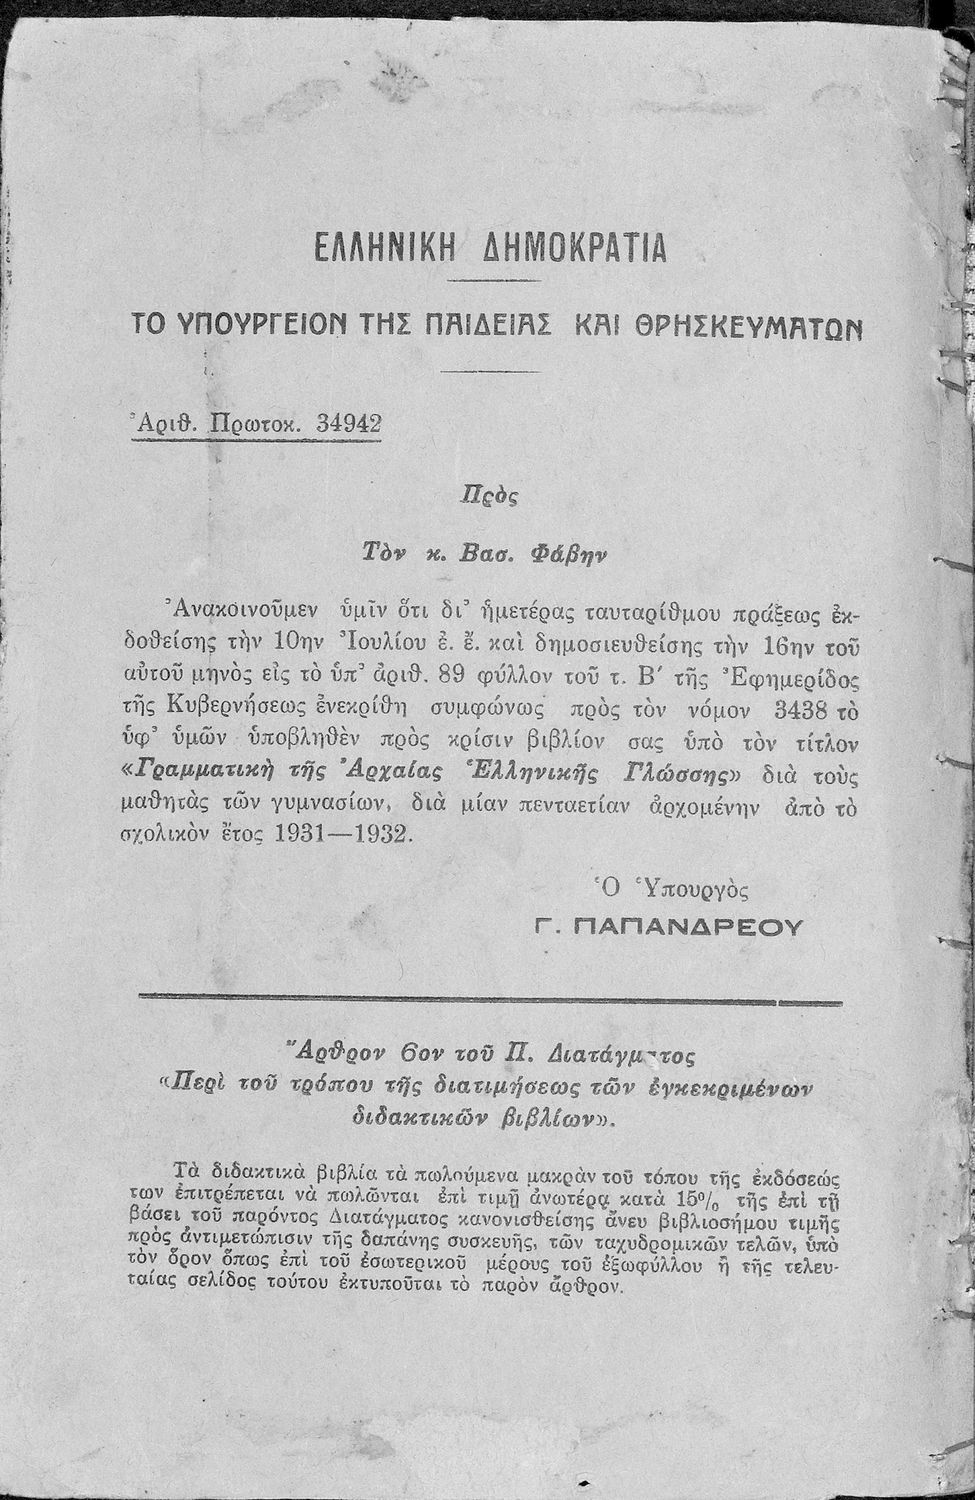 ΕΛΛΗΝΙΚΗ ΔΗΜΟΚΡΑΤΙΑ
ΤΟ ΥΠΟΥΡΓΕΙΟΝ ΤΗΣ ΠΑΙΔΕΙΑΣ ΚΑΙ ΘΡΗΣΚΕΥΜΑΤΩΝ
Ἀριθ. Πρωτοκ. 34942
Πρὸς
Τὸν κ. Βασ. Φάβην
Ἀνακοινοῦμεν ὑμῖν ὅτι δι’ ἡμετέρας ταυταρίθμου πράξεως ἐκ-
δοθείσης τὴν 10ην Ἰουλίου ἐ. ἔ. καὶ δημοσιευθείσης τὴν 16ην τοῦ
αὐτοῦ μηνὸς εἰς τὸ ὑπ’ ἀριθ. 89 φύλλον τοῦ τ. Β′ τῆς Ἐφημερίδος
τῆς Κυβερνήσεως ἐνεκρίθη συμφώνως πρὸς τὸν νόμον 3438 τὸ
ὑφ’ ὑμῶν ὑποβληθὲν πρὸς κρίσιν βιβλίον σας ὑπὸ τὸν τίτλον
«Γραμματικὴ τῆς Ἀρχαίας Ἑλληνικῆς Γλώσσης» διὰ τοὺς
μαθητὰς τῶν γυμνασίων, διὰ μίαν πενταετίαν ἀρχομένην ἀπὸ τὸ
σχολικὸν ἔτος 1931—1932.
Ὁ Ὑπουργὸς
Γ. ΠΑΠΑΝΔΡΕΟΥ
Ἄρθρον 6ον τοῦ Π. Διατάγματος
«Περὶ τοῦ τρόπου τῆς διατιμήσεως τῶν ἐγκεκριμένων
διδακτικῶν βιβλίων».
Τὰ διδακτικὰ βιβλία τὰ πωλούμενα μακρὰν τοῦ τόπου τῆς ἐκδόσεώς
των ἐπιτρέπεται νὰ πωλῶνται ἐπὶ τιμῇ ἀνωτέρᾳ κατὰ 15% τῆς ἐπὶ τῇ
βάσει τοῦ παρόντος Διατάγματος κανονισθείσης ἄνευ βιβλιοσήμου τιμῆς
πρὸς ἀντιμετώπισιν τῆς δαπάνης συσκευῆς, τῶν ταχυδρομικῶν τελῶν, ὑπὸ
τὸν ὅρον ὅπως ἐπὶ τοῦ ἐσωτερικοῦ μέρους τοῦ ἐξωφύλλου ἢ τῆς τελευ-
ταίας σελίδος τούτου ἐκτυποῦται τὸ παρὸν ἄρθρον.